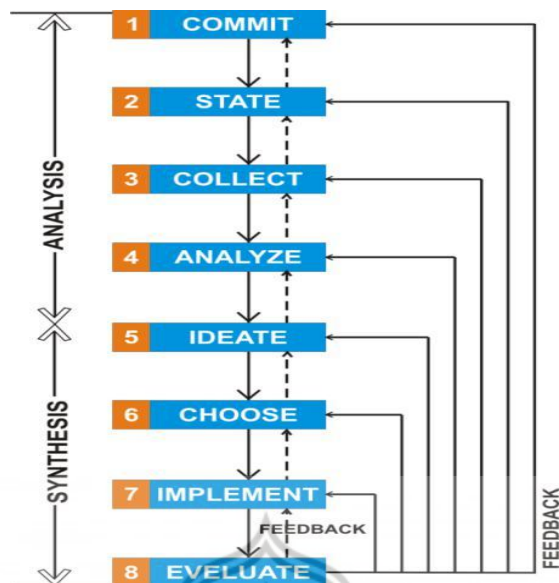 1 COMMIT
2 STATE
3 COLLECT
4 ANALYZE
5 IDEATE
6 CHOOSE
7 IMPLEMENT
FEEDBACK
8 EVELUATE
ANALYSIS
SYNTHESIS
FEEDBACK